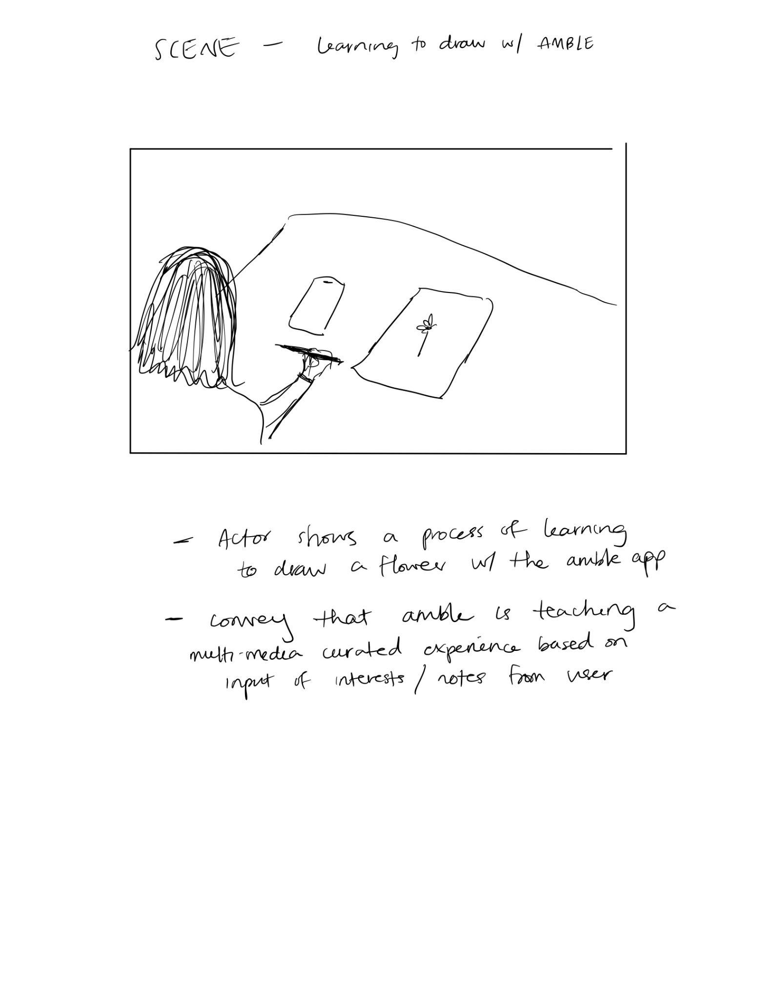 SCENE - Learning to draw w/ AMBLE
- Actor shows a process of learning
to draw a flower w/ the amble app
- convey that amble is teaching a
multi-media curated experience based on
input of interests / notes from user